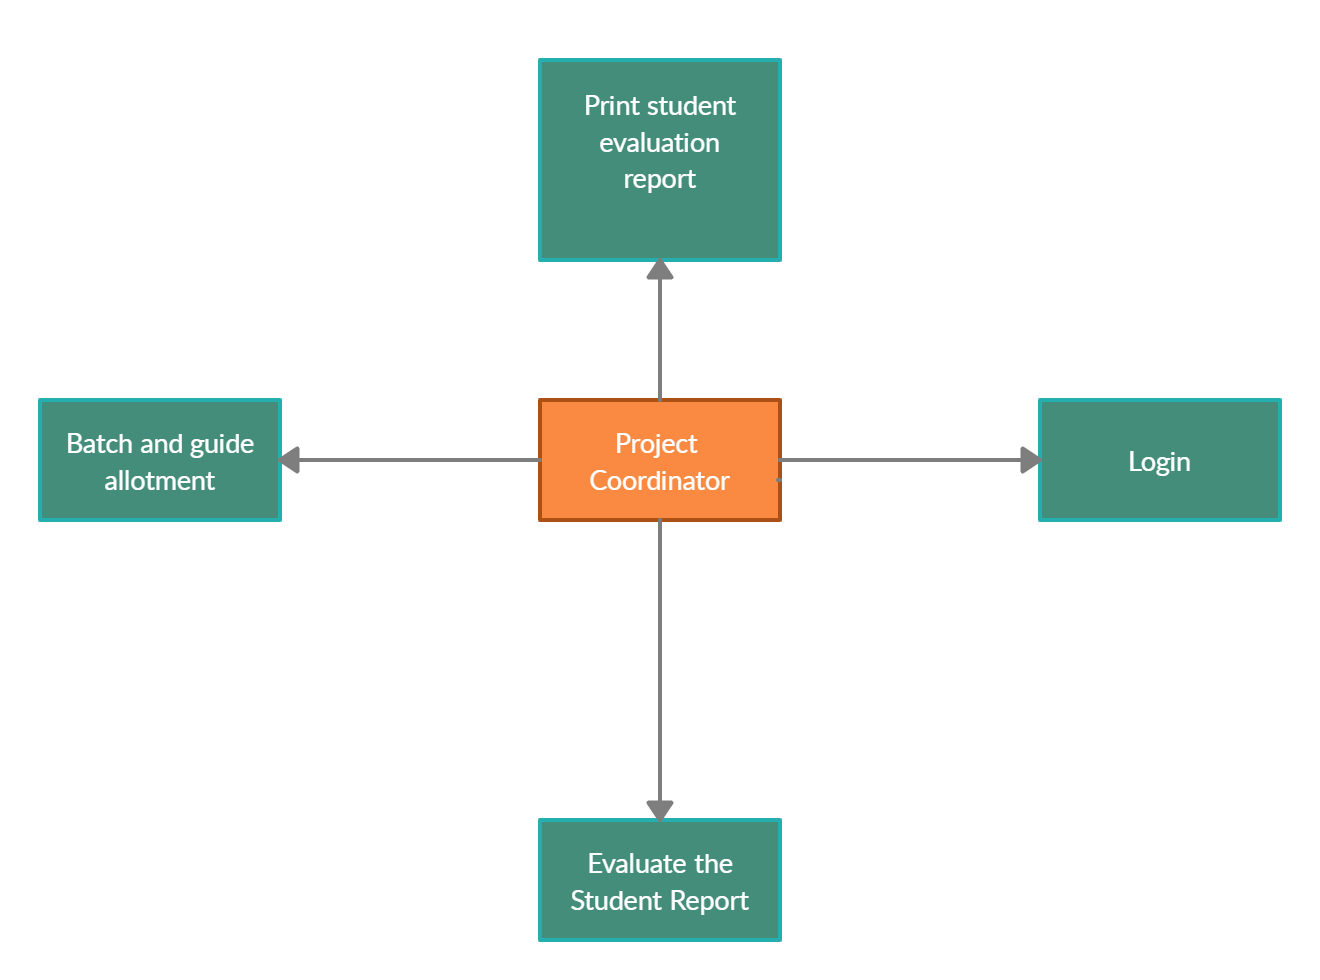 Print student
evaluation
report
Batch and guide
allotment
Project
Coordinator
Login
Evaluate the
Student Report